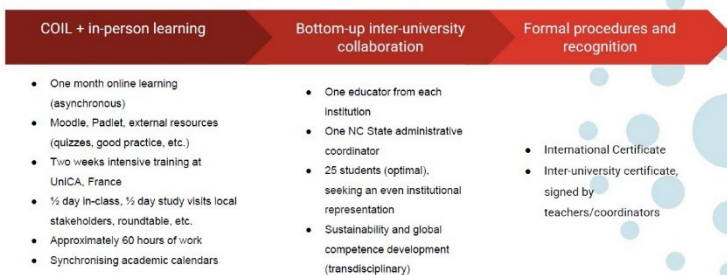 COIL + in-person learning
● One month online learning
(asynchronous)
● Moodle, Padlet, external resources
(quizzes, good practice, etc.)
● Two weeks intensive training at
UniCA, France
● ½ day in-class, ½ day study visits local
stakeholders, roundtable, etc.
● Approximately 60 hours of work
● Synchronising academic calendars
Bottom-up inter-university
collaboration
● One educator from each
institution
● One NC State administrative
coordinator
● 25 students (optimal),
seeking an even institutional
representation
● Sustainability and global
competence development
(transdisciplinary)
Formal procedures and
recognition
● International Certificate
● Inter-university certificate,
signed by
teachers/coordinators